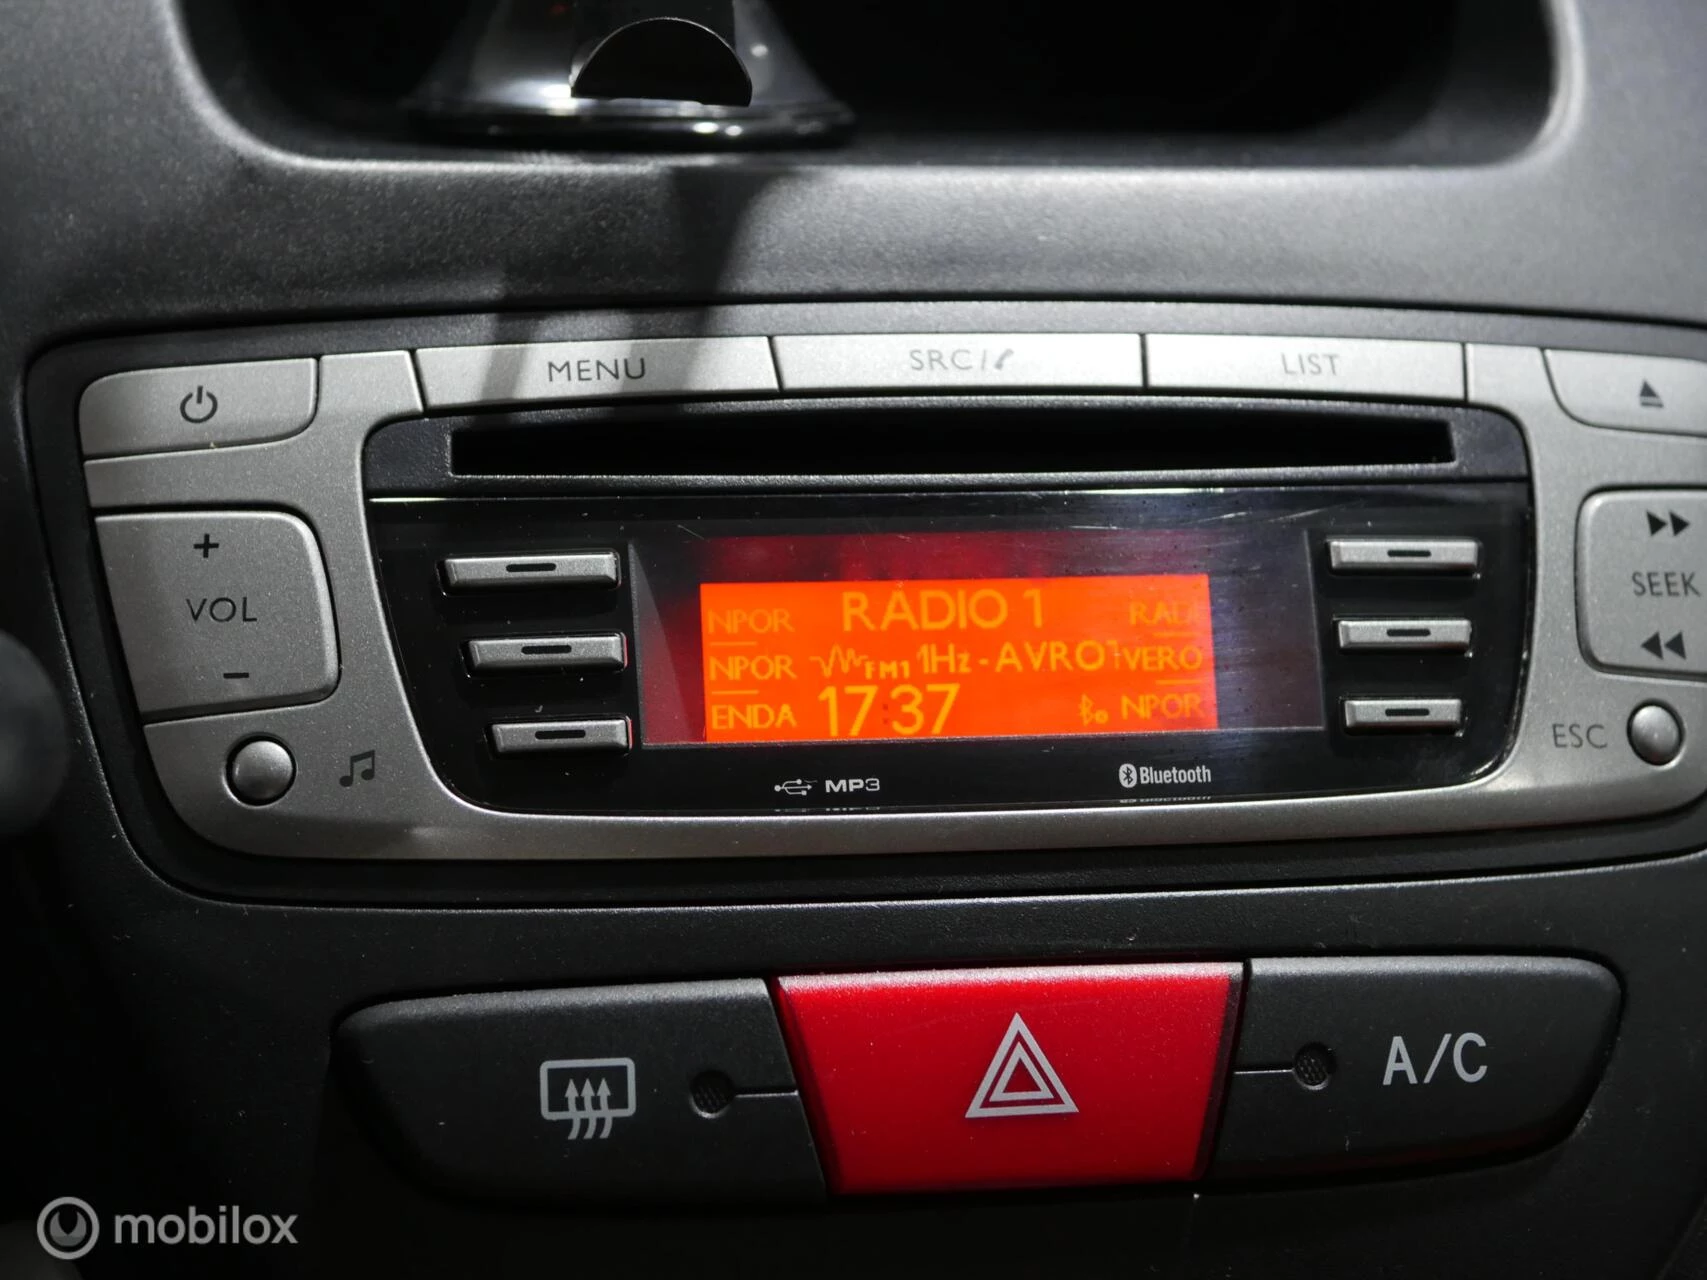 MENU SRC/ LIST
+
VOL
−
SEEK
ESC
NPOR RADIO 1 RADI
NPOR FM1 1Hz - AVRO VERO
ENDA 17:37 NPOR
MP3 Bluetooth
A/C
mobilox